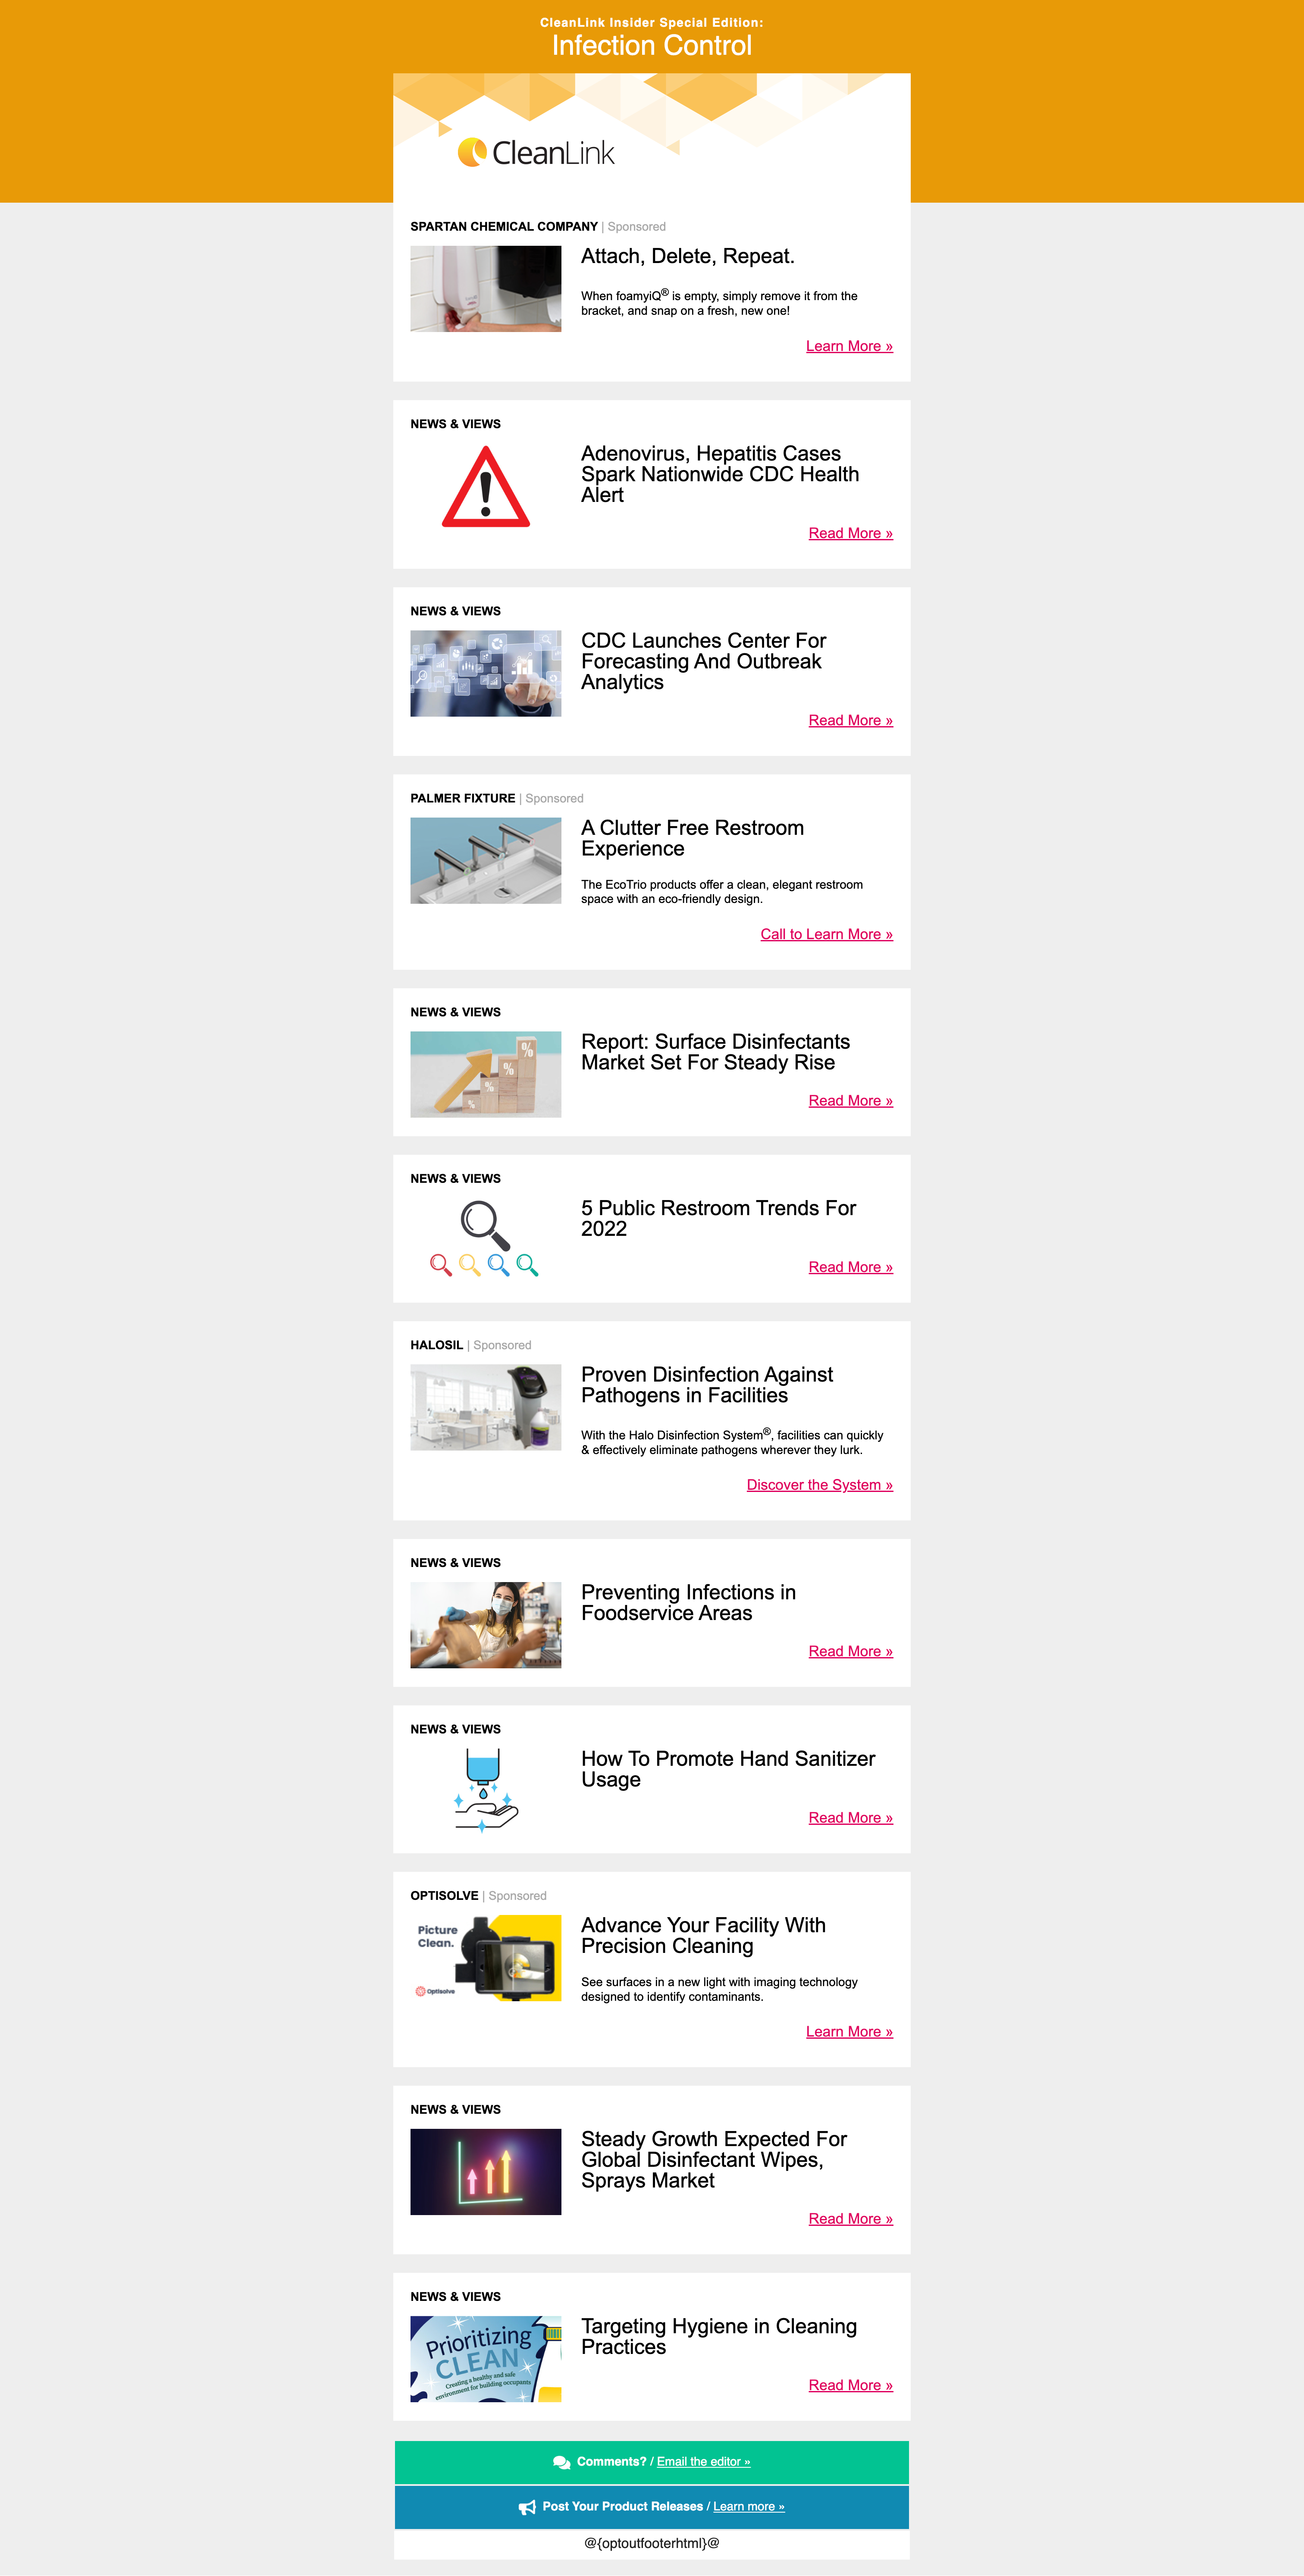 CleanLink Insider Special Edition:
Infection Control
CleanLink
SPARTAN CHEMICAL COMPANY | Sponsored
Attach, Delete, Repeat.
When foamyiQ® is empty, simply remove it from the
bracket, and snap on a fresh, new one!
Learn More »
NEWS & VIEWS
Adenovirus, Hepatitis Cases
Spark Nationwide CDC Health
Alert
Read More »
NEWS & VIEWS
CDC Launches Center For
Forecasting And Outbreak
Analytics
Read More »
PALMER FIXTURE | Sponsored
A Clutter Free Restroom
Experience
The EcoTrio products offer a clean, elegant restroom
space with an eco-friendly design.
Call to Learn More »
NEWS & VIEWS
%
%
%
%
Report: Surface Disinfectants
Market Set For Steady Rise
Read More »
NEWS & VIEWS
5 Public Restroom Trends For
2022
Read More »
HALOSIL | Sponsored
Proven Disinfection Against
Pathogens in Facilities
With the Halo Disinfection System®, facilities can quickly
& effectively eliminate pathogens wherever they lurk.
Discover the System »
NEWS & VIEWS
Preventing Infections in
Foodservice Areas
Read More »
NEWS & VIEWS
How To Promote Hand Sanitizer
Usage
Read More »
OPTISOLVE | Sponsored
Picture
Clean.
Optisolve
Advance Your Facility With
Precision Cleaning
See surfaces in a new light with imaging technology
designed to identify contaminants.
Learn More »
NEWS & VIEWS
Steady Growth Expected For
Global Disinfectant Wipes,
Sprays Market
Read More »
NEWS & VIEWS
Prioritizing
CLEAN
Creating a healthy and safe
environment for building occupants
Targeting Hygiene in Cleaning
Practices
Read More »
Comments? / Email the editor »
Post Your Product Releases / Learn more »
@{optoutfooterhtml}@